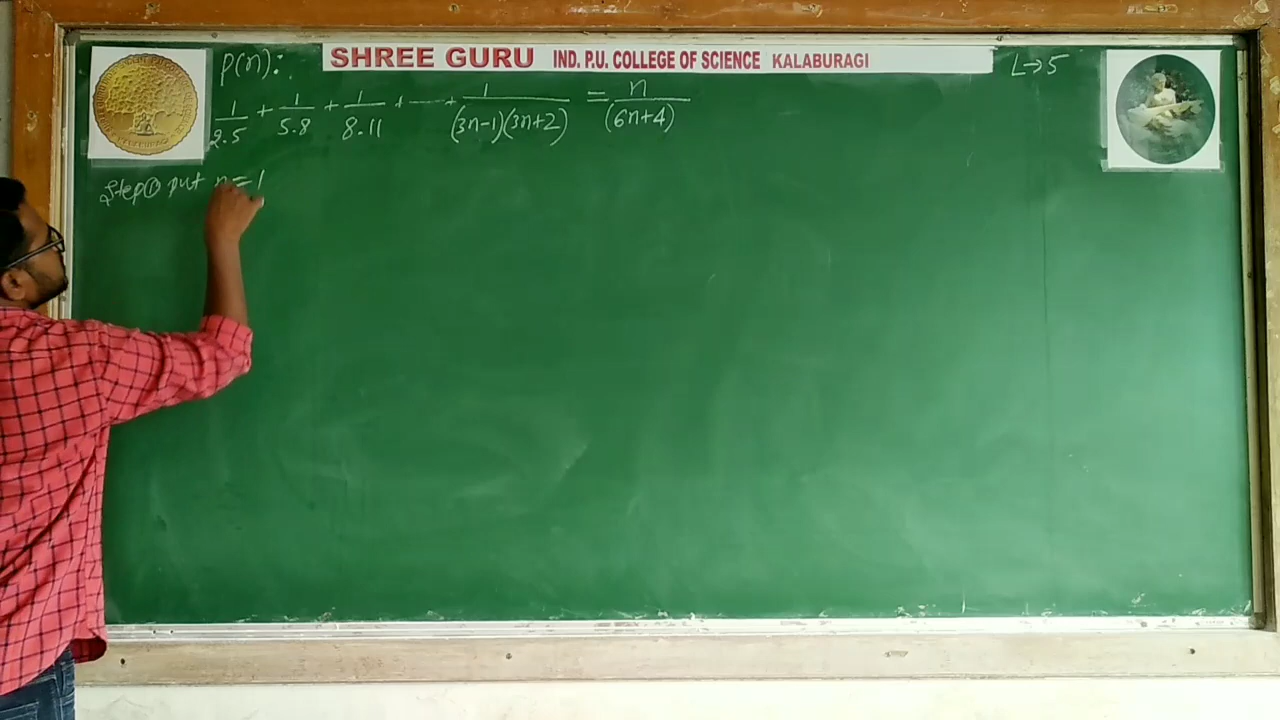 SHREE GURU IND. P.U. COLLEGE OF SCIENCE KALABURAGI
L→5
P(n):
1/2.5 + 1/5.8 + 1/8.11 + ---- + 1/(3n-1)(3n+2) = n/(6n+4)
Step① put n=1